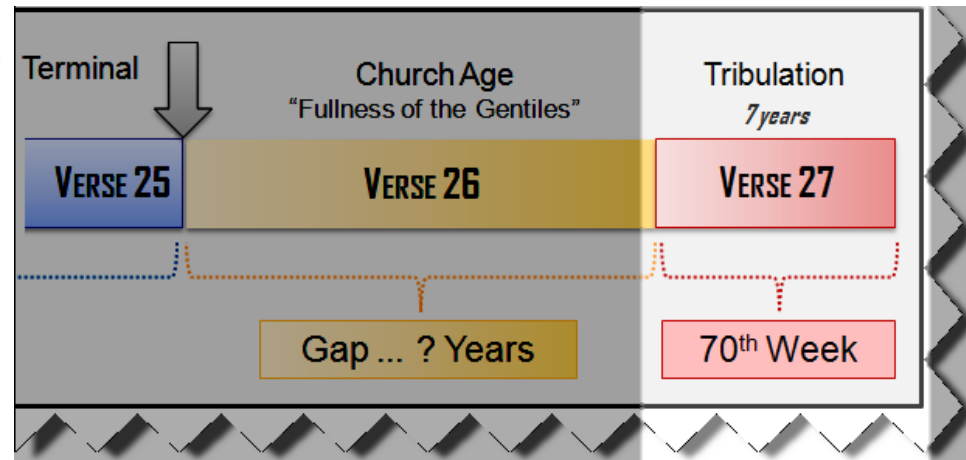 Terminal
Church Age
“Fullness of the Gentiles”
Tribulation
7 years
VERSE 25
VERSE 26
VERSE 27
Gap ... ? Years
70th Week